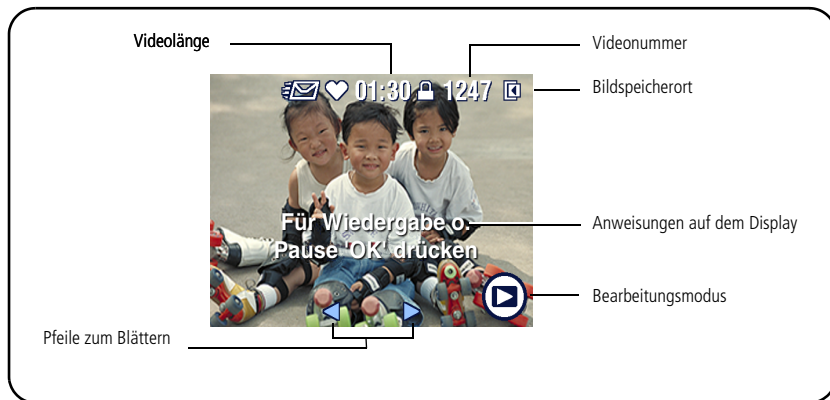 Videolänge
Videonummer
01:30 1247
Bildspeicherort
Für Wiedergabe o.
Pause 'OK' drücken
Anweisungen auf dem Display
Bearbeitungsmodus
Pfeile zum Blättern